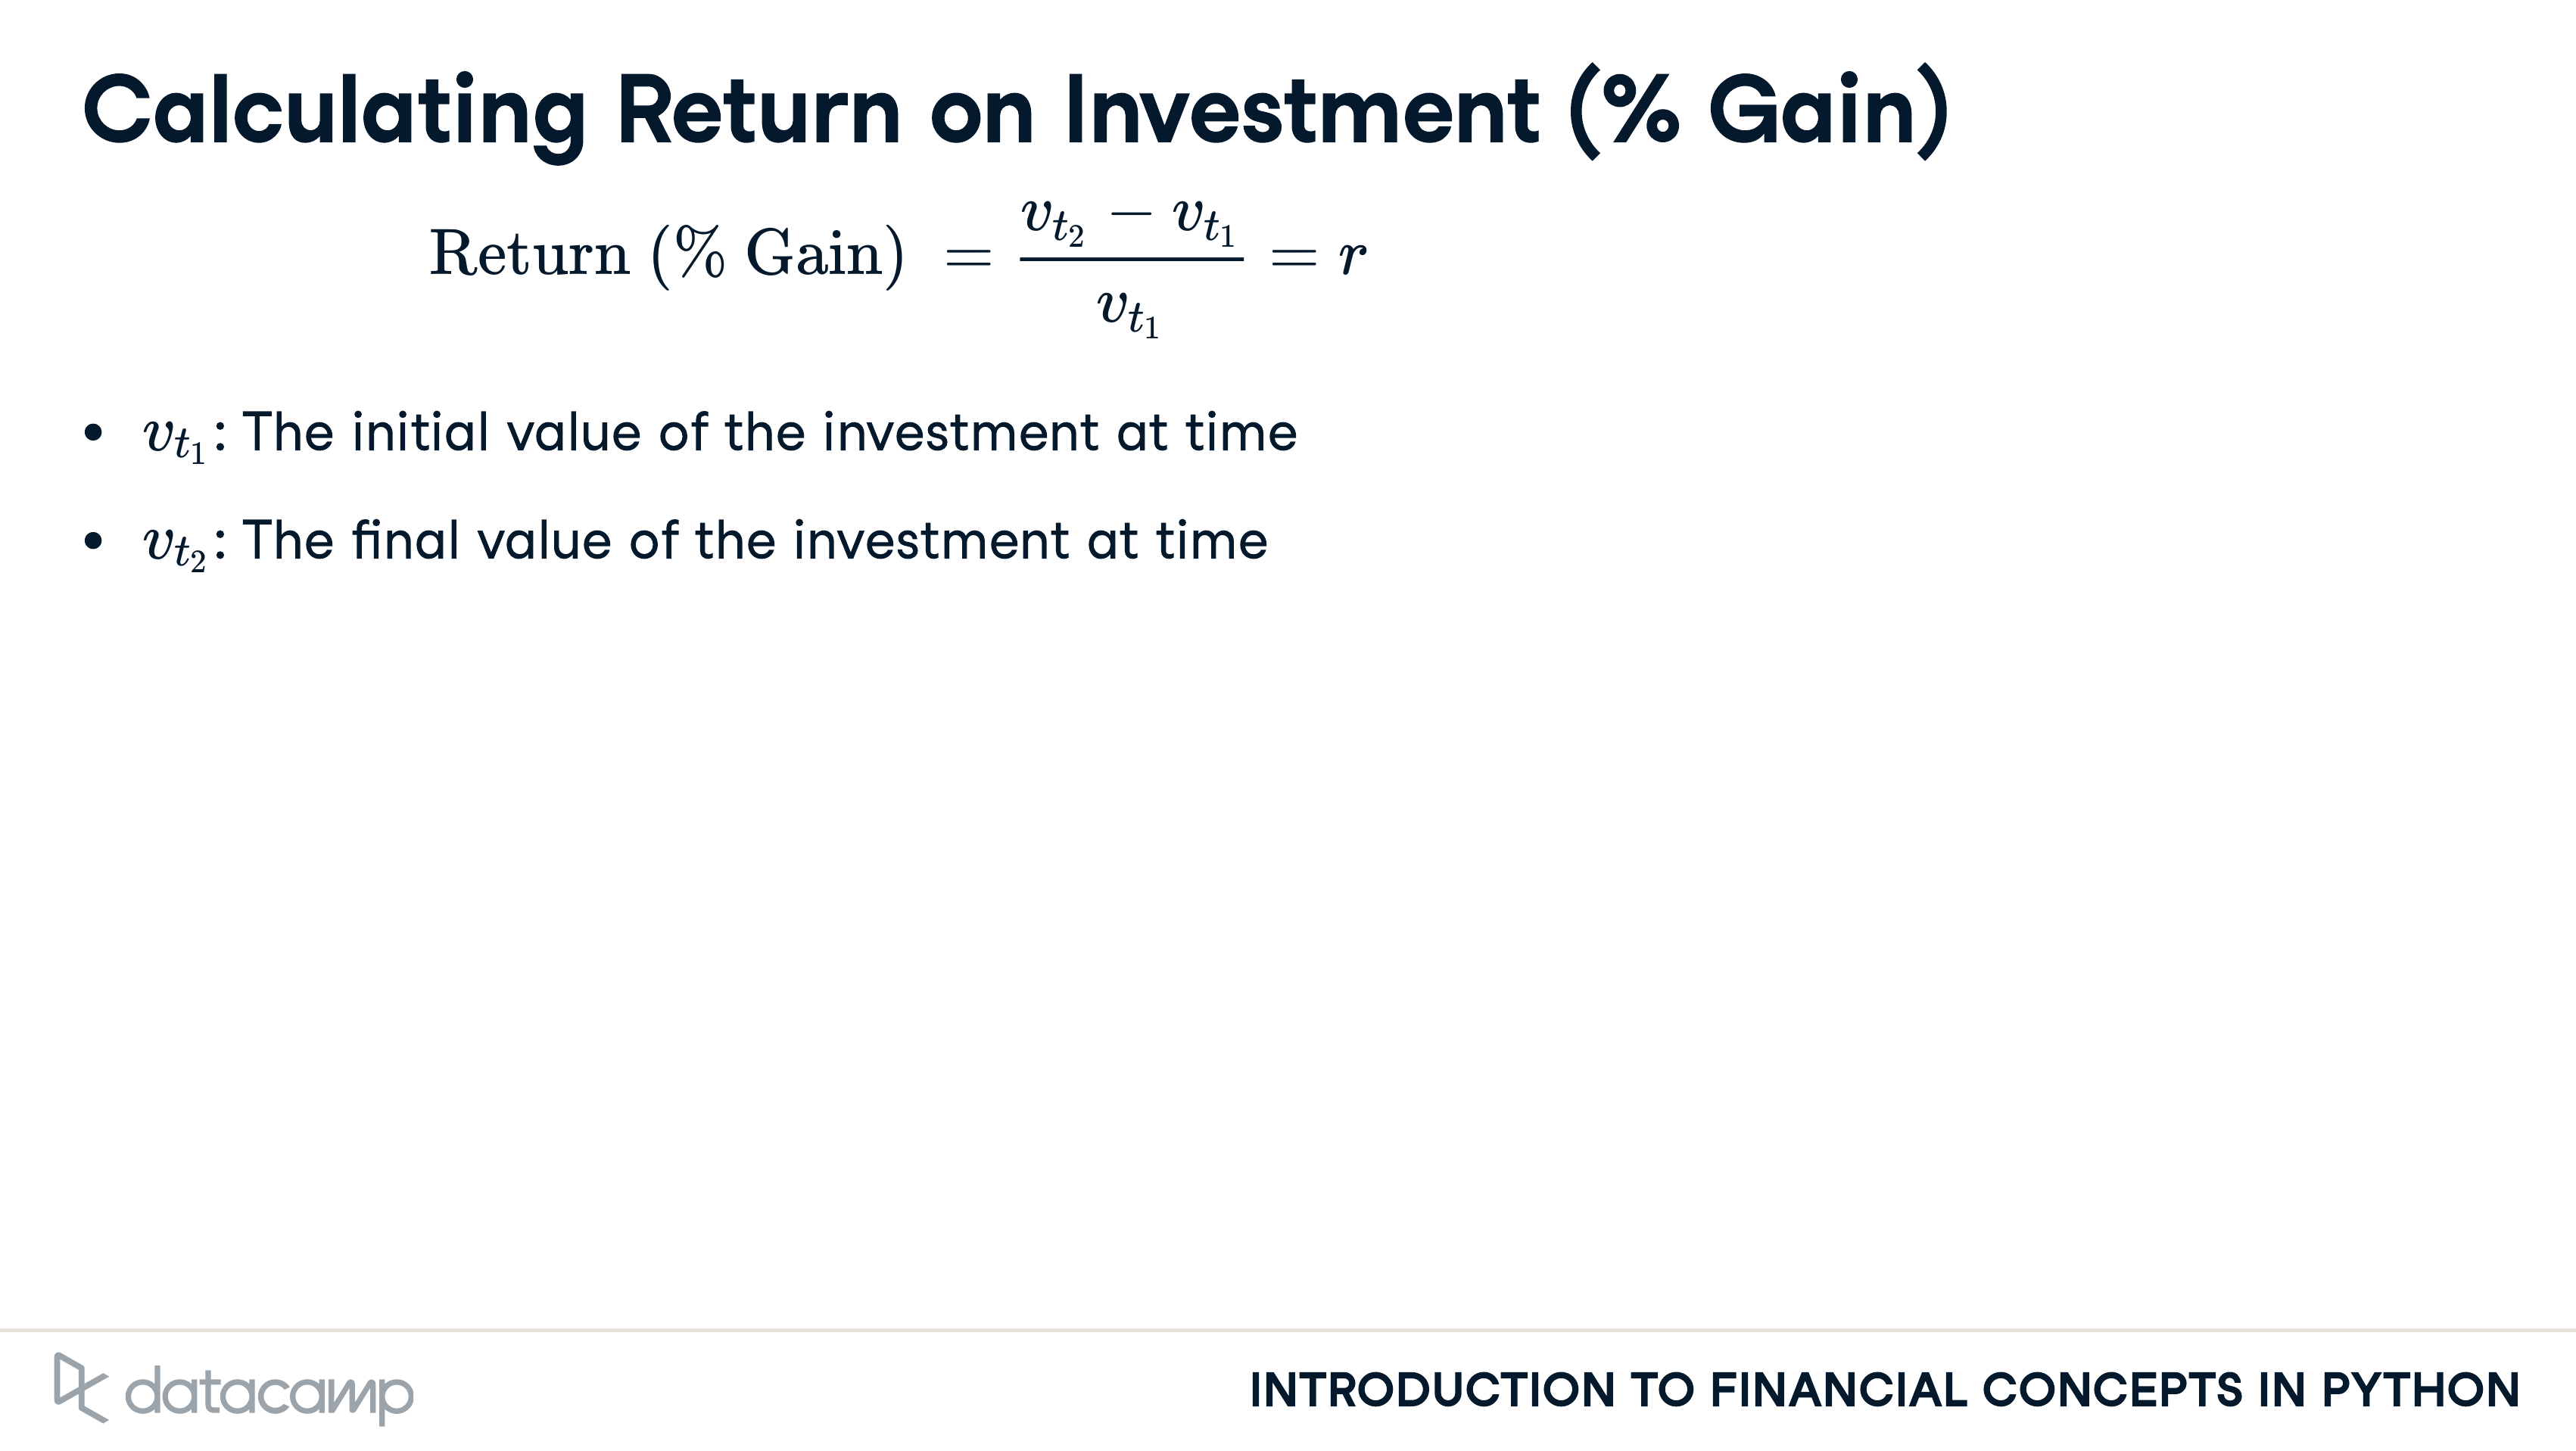 Calculating Return on Investment (% Gain)
Return (% Gain) = \frac{v_{t_2} - v_{t_1}}{v_{t_1}} = r
• v_{t_1}: The initial value of the investment at time
• v_{t_2}: The final value of the investment at time
datacamp
INTRODUCTION TO FINANCIAL CONCEPTS IN PYTHON